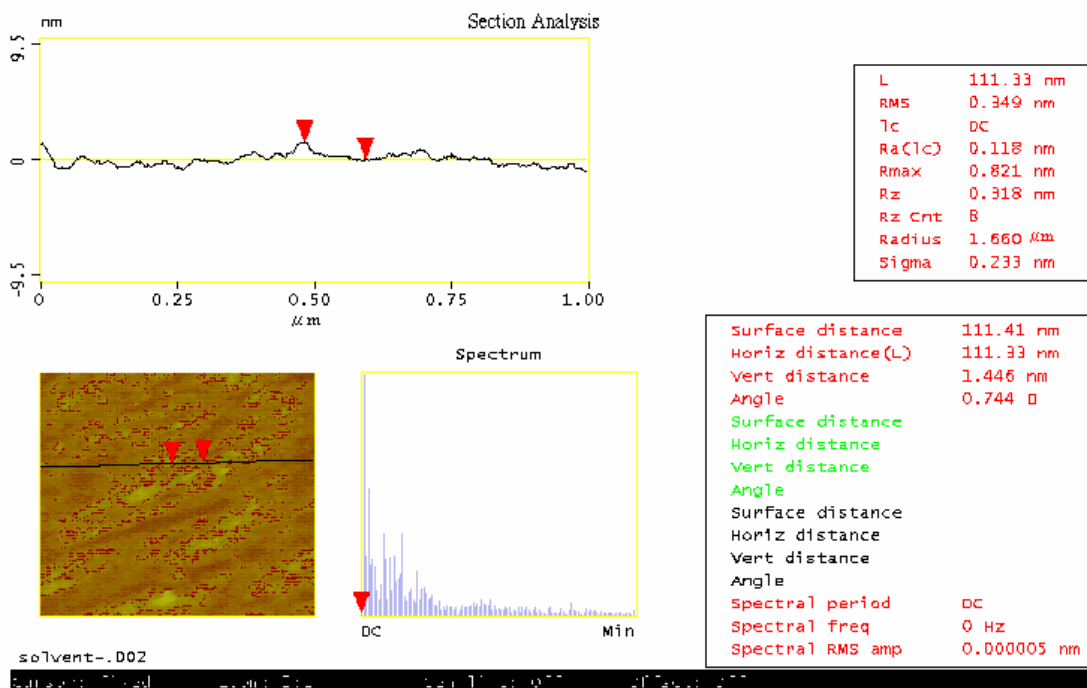 nm
Section Analysis
9.5
0
-9.5
0 0.25 0.50 0.75 1.00
μm
L 111.33 nm
RMS 0.349 nm
lc DC
Ra(lc) 0.118 nm
Rmax 0.821 nm
Rz 0.318 nm
Rz Cnt 8
Radius 1.660 μm
Sigma 0.233 nm
Surface distance 111.41 nm
Horiz distance(L) 111.33 nm
Vert distance 1.446 nm
Angle 0.744
Surface distance
Horiz distance
Vert distance
Angle
Surface distance
Horiz distance
Vert distance
Angle
Spectral period DC
Spectral freq 0 Hz
Spectral RMS amp 0.000005 nm
Spectrum
DC Min
solvent-.D02